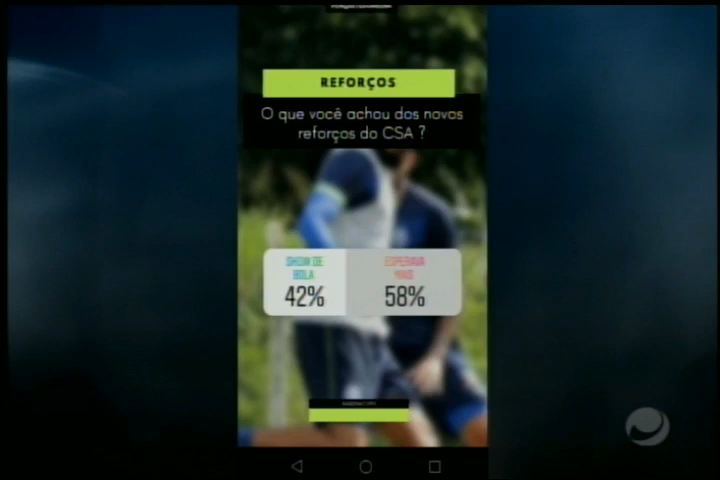 REFORÇOS
O que você achou dos novos
reforços do CSA ?
SHOW DE
BOLA
42%
ESPERAVA
MAIS
58%